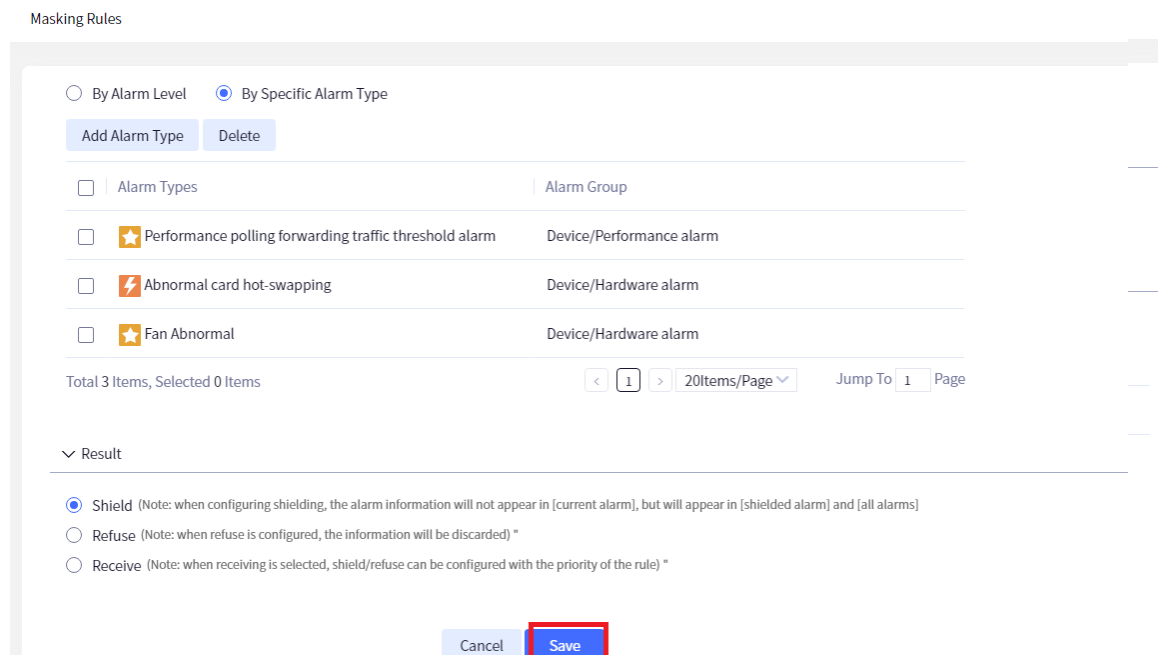 Masking Rules
By Alarm Level By Specific Alarm Type
Add Alarm Type Delete
Alarm Types Alarm Group
Performance polling forwarding traffic threshold alarm Device/Performance alarm
Abnormal card hot-swapping Device/Hardware alarm
Fan Abnormal Device/Hardware alarm
Total 3 Items, Selected 0 Items < 1 > 20Items/Page Jump To 1 Page
Result
Shield (Note: when configuring shielding, the alarm information will not appear in [current alarm], but will appear in [shielded alarm] and [all alarms]
Refuse (Note: when refuse is configured, the information will be discarded) "
Receive (Note: when receiving is selected, shield/refuse can be configured with the priority of the rule) "
Cancel Save